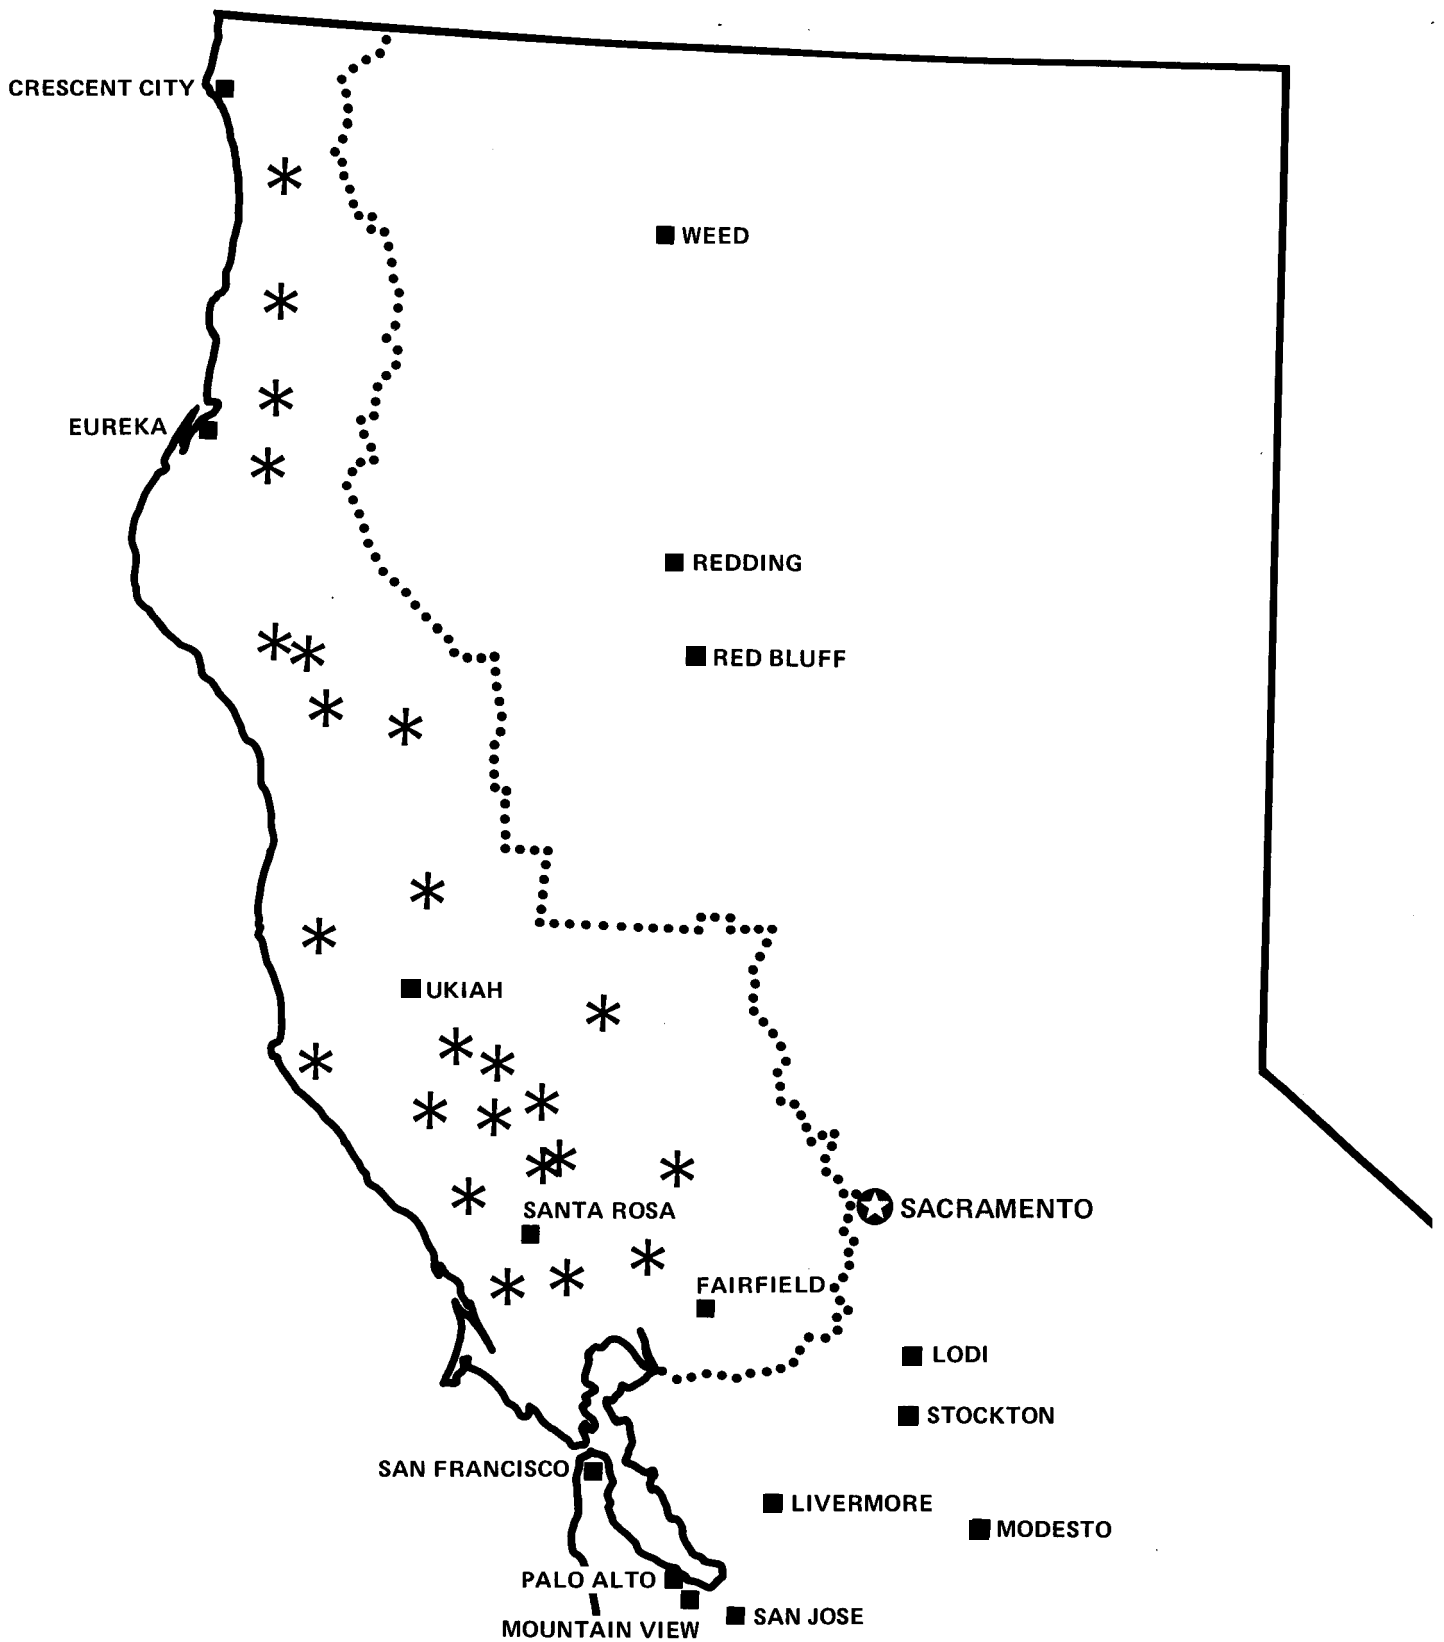 CRESCENT CITY
WEED
EUREKA
REDDING
RED BLUFF
UKIAH
SANTA ROSA
SACRAMENTO
FAIRFIELD
LODI
STOCKTON
SAN FRANCISCO
LIVERMORE
MODESTO
PALO ALTO
SAN JOSE
MOUNTAIN VIEW